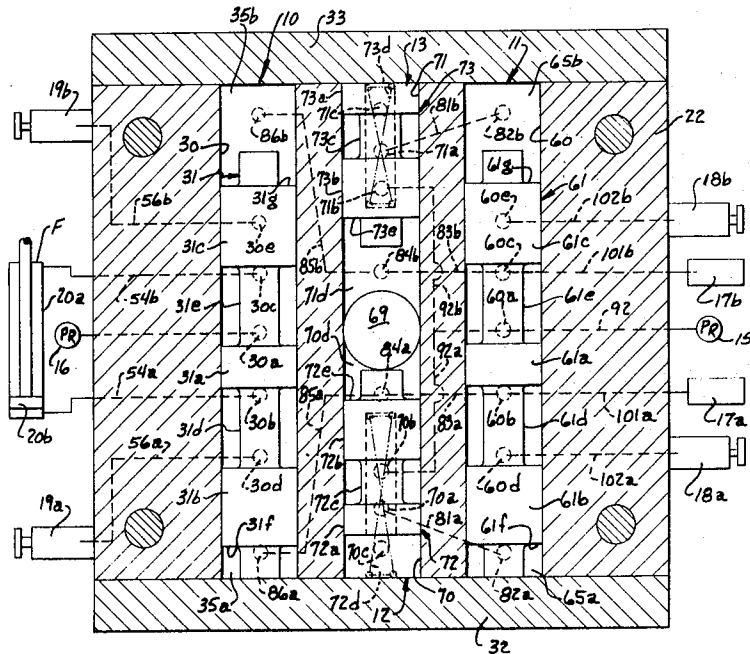 35b 10 33 73d 13 71 11 65b
73a 71c 73 81b
19b 22
86b 73c 71a 82b 60
30
31 61g 61
31g 73b 18b
56b 71b 60e 102b
F 73e
31c 30e 60c 61c
20a 85b 83b 101b
54b 71d 84b
31e 30c 92b 60a 61e 17b
69 92
PR PR
16 30a 70d 84a 92a 15
31a 72e 61a
54a 85a 83a
20b 30b 60b 101a
56a 31d 72b 70b 61d 17a
30d 102a
72c 70a 60d 18a
19a 31b 81a 61b
31f 72a 61f
70c 72
35a 86a 72d 12 70 82a 65a
32